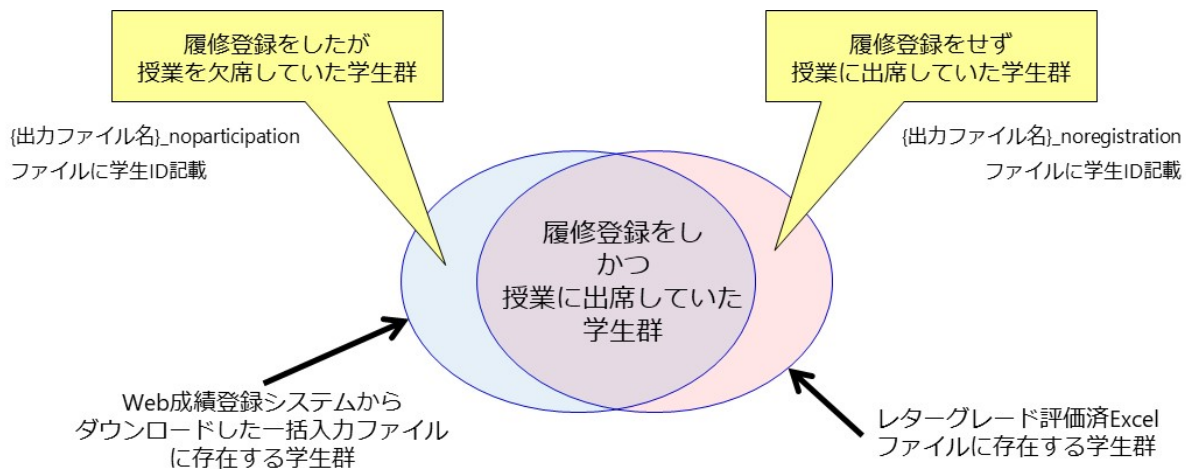 履修登録をしたが
授業を欠席していた学生群
履修登録をせず
授業に出席していた学生群
{出力ファイル名}_noparticipation
ファイルに学生ID記載
{出力ファイル名}_noregistration
ファイルに学生ID記載
履修登録をし
かつ
授業に出席していた
学生群
Web成績登録システムから
ダウンロードした一括入力ファイル
に存在する学生群
レターグレード評価済Excel
ファイルに存在する学生群